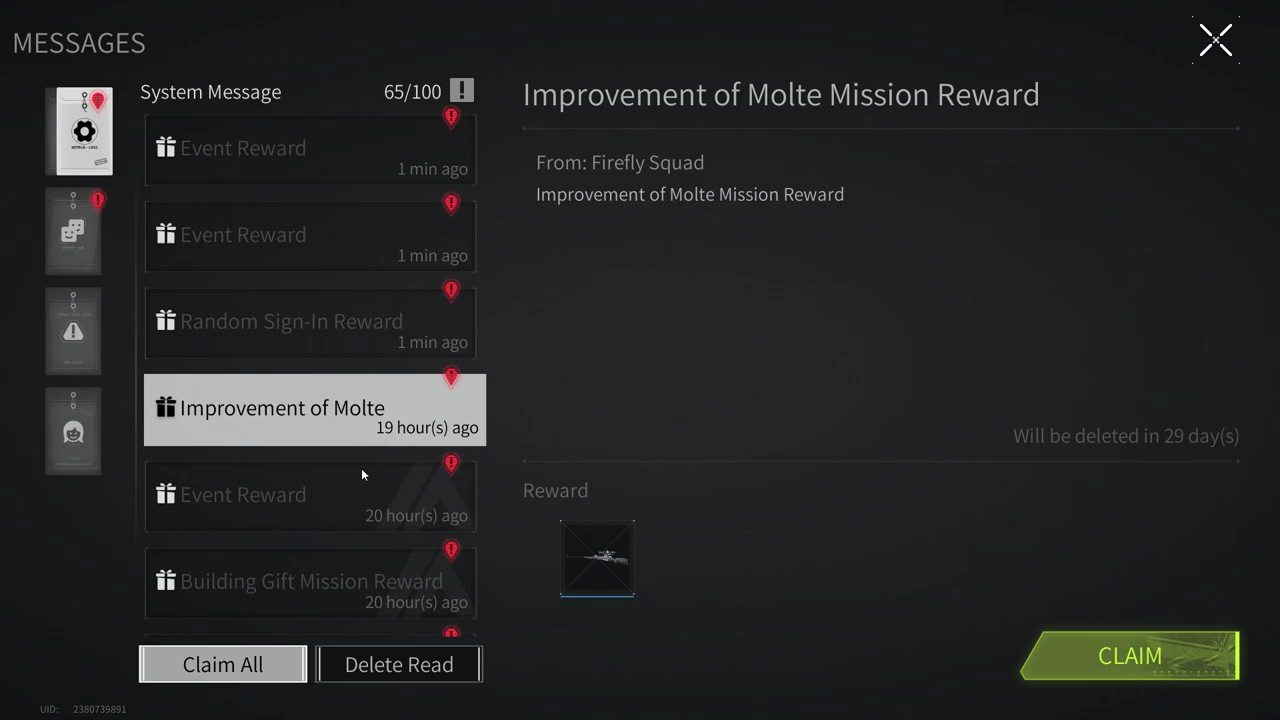 MESSAGES
System Message 65/100
Event Reward
1 min ago
Event Reward
1 min ago
Random Sign-In Reward
1 min ago
Improvement of Molte
19 hour(s) ago
Event Reward
20 hour(s) ago
Building Gift Mission Reward
20 hour(s) ago
Claim All
Delete Read
Improvement of Molte Mission Reward
From: Firefly Squad
Improvement of Molte Mission Reward
Will be deleted in 29 day(s)
Reward
CLAIM
UID: 2380739891